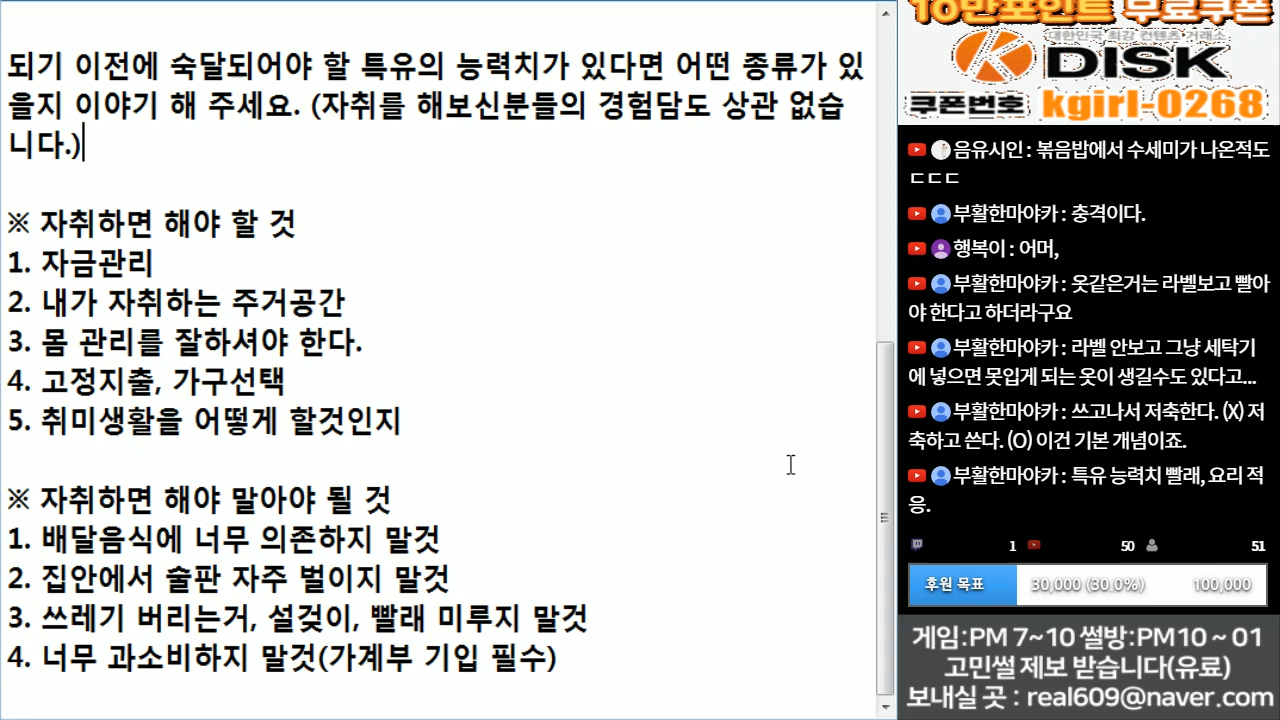 되기 이전에 숙달되어야 할 특유의 능력치가 있다면 어떤 종류가 있
을지 이야기 해 주세요. (자취를 해보신분들의 경험담도 상관 없습
니다.)
※ 자취하면 해야 할 것
1. 자금관리
2. 내가 자취하는 주거공간
3. 몸 관리를 잘하셔야 한다.
4. 고정지출, 가구선택
5. 취미생활을 어떻게 할것인지
※ 자취하면 해야 말아야 될 것
1. 배달음식에 너무 의존하지 말것
2. 집안에서 술판 자주 벌이지 말것
3. 쓰레기 버리는거, 설겆이, 빨래 미루지 말것
4. 너무 과소비하지 말것(가계부 기입 필수)
10만포인트 무료쿠폰
대한민국 최강 컨텐츠 거래소
K DISK
쿠폰번호 kgirl-0268
음유시인 : 볶음밥에서 수세미가 나온적도
ㄷㄷㄷ
부활한마야카 : 충격이다.
행복이 : 어머,
부활한마야카 : 옷같은거는 라벨보고 빨아
야 한다고 하더라구요
부활한마야카 : 라벨 안보고 그냥 세탁기
에 넣으면 못입게 되는 옷이 생길수도 있다고...
부활한마야카 : 쓰고나서 저축한다. (X) 저
축하고 쓴다. (O) 이건 기본 개념이죠.
부활한마야카 : 특유 능력치 빨래, 요리 적
응.
1 50 51
후원 목표 30,000 (30.0%) 100,000
게임:PM 7~10 썰방:PM10 ~ 01
고민썰 제보 받습니다(유료)
보내실 곳 : real609@naver.com